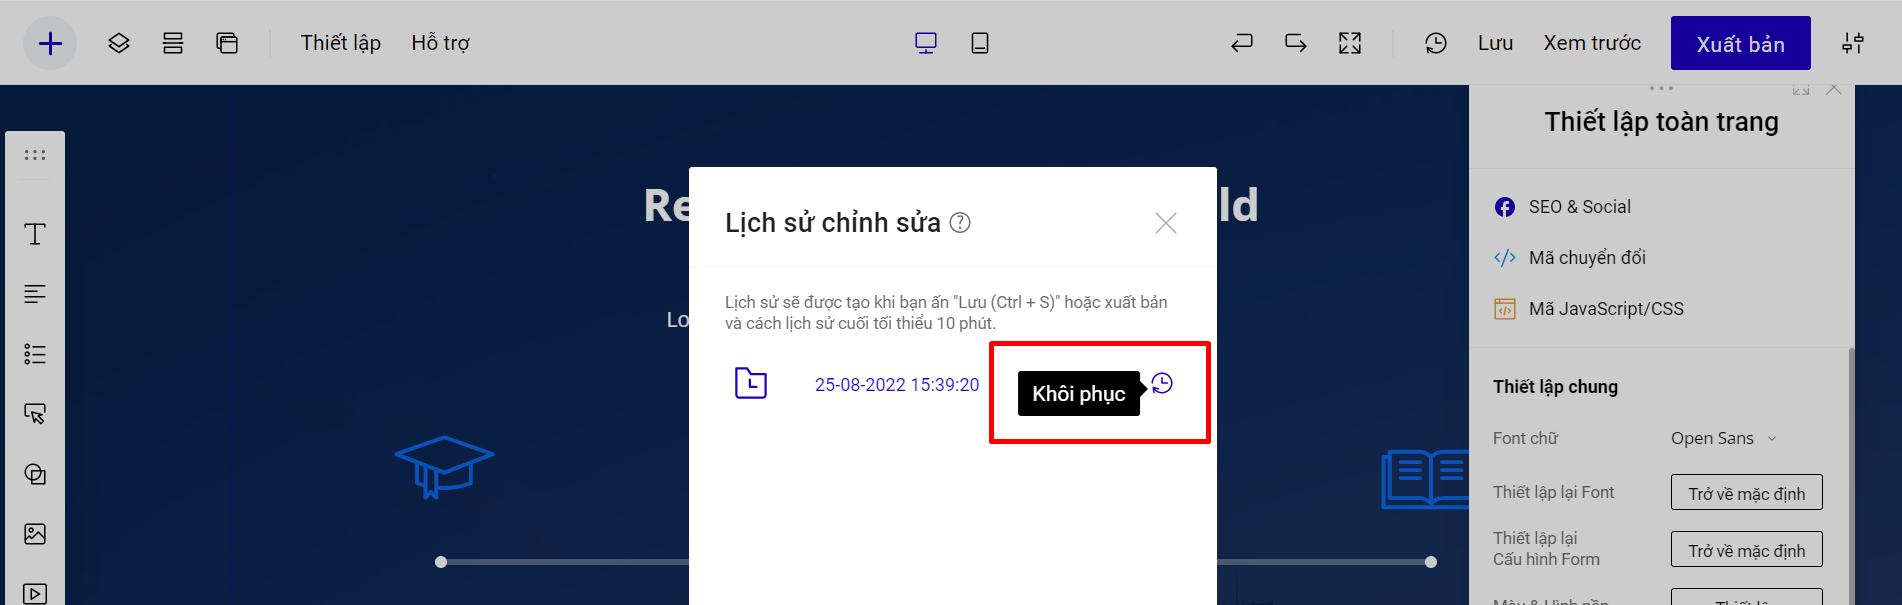 Thiết lập
Hỗ trợ
Lưu
Xem trước
Xuất bản
Thiết lập toàn trang
Re
ld
Lịch sử chỉnh sửa
SEO & Social
Mã chuyển đổi
Lịch sử sẽ được tạo khi bạn ấn "Lưu (Ctrl + S)" hoặc xuất bản
và cách lịch sử cuối tối thiểu 10 phút.
Lo
Mã JavaScript/CSS
25-08-2022 15:39:20
Khôi phục
Thiết lập chung
Font chữ
Open Sans
Thiết lập lại Font
Trở về mặc định
Thiết lập lại
Cấu hình Form
Trở về mặc định